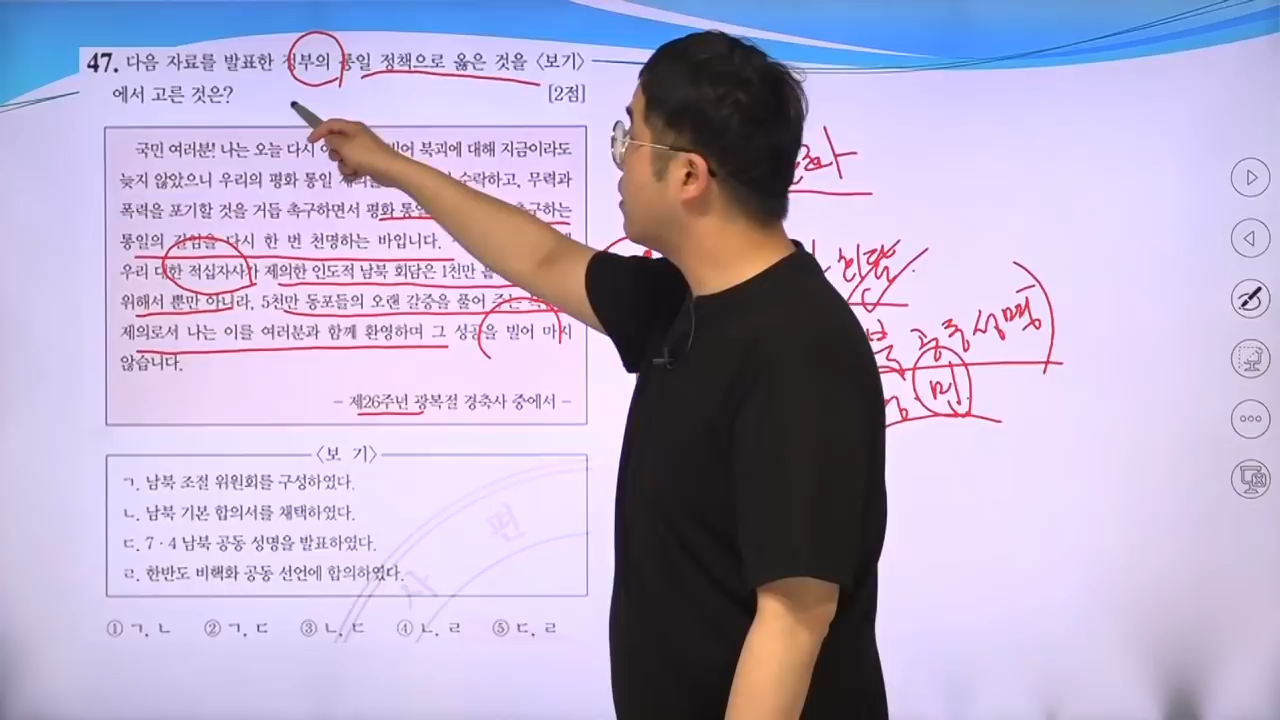 47. 다음 자료를 발표한 정부의 통일 정책으로 옳은 것을 〈보기〉
에서 고른 것은? [2점]
국민 여러분! 나는 오늘 다시 북괴에 대해 지금이라도
늦지 않았으니 우리의 평화 통일 수락하고, 무력과
폭력을 포기할 것을 거듭 촉구하면서 평화 통일
통일의 길임을 다시 한 번 천명하는 바입니다.
우리 대한 적십자사가 제의한 인도적 남북 회담은 1천만
위해서 뿐만 아니라, 5천만 동포들의 오랜 갈증을 풀어 주는
제의로서 나는 이를 여러분과 함께 환영하며 그 성공을 빌어 마지
않습니다.
- 제26주년 광복절 경축사 중에서 -
〈보 기〉
ㄱ. 남북 조절 위원회를 구성하였다.
ㄴ. 남북 기본 합의서를 채택하였다.
ㄷ. 7·4 남북 공동 성명을 발표하였다.
ㄹ. 한반도 비핵화 공동 선언에 합의하였다.
① ㄱ, ㄴ ② ㄱ, ㄷ ③ ㄴ, ㄷ ④ ㄴ, ㄹ ⑤ ㄷ, ㄹ
회담
북 공동성명
민